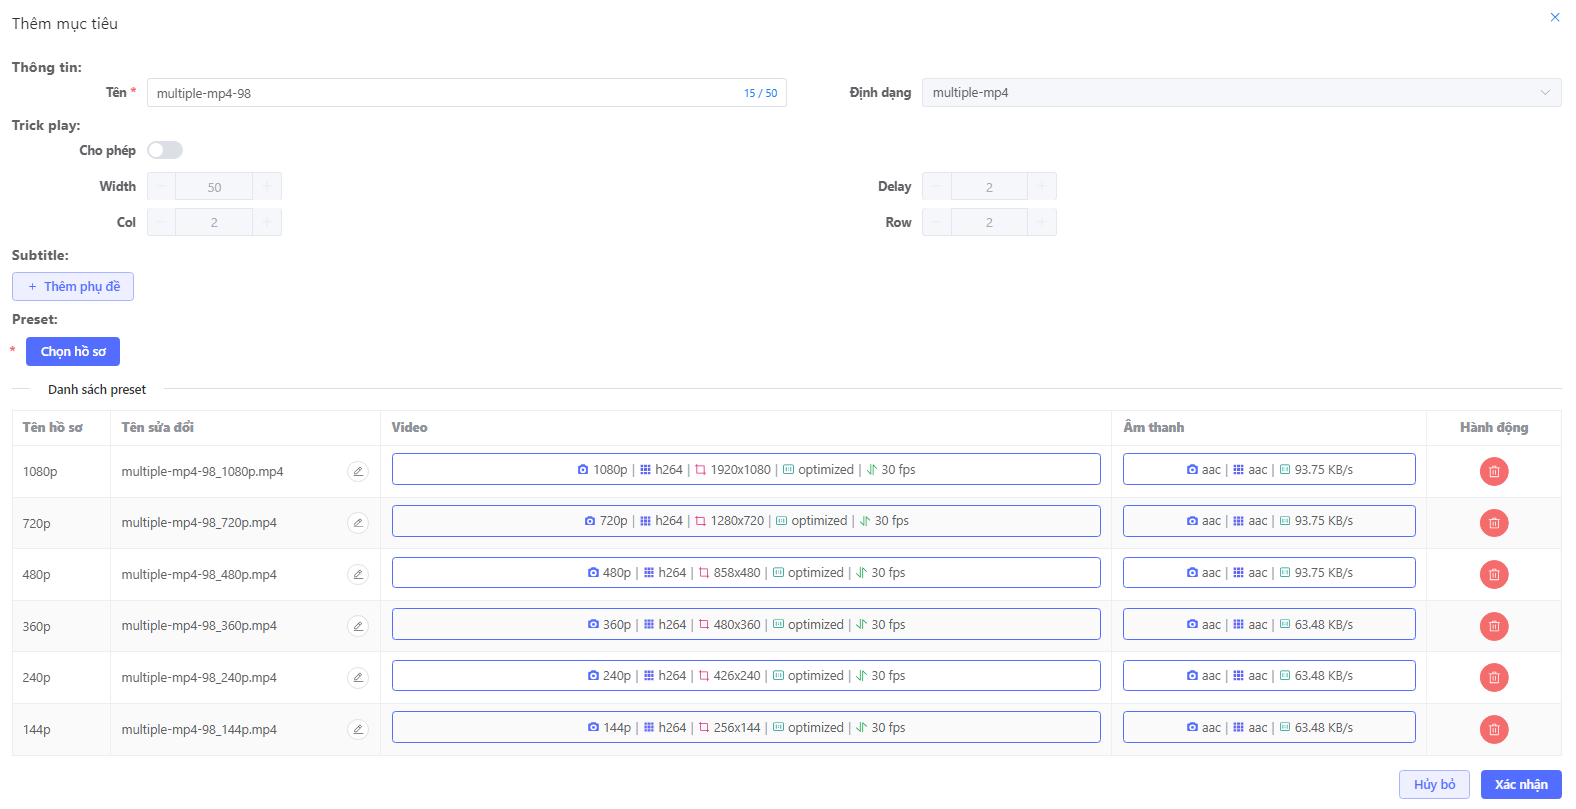 Thêm mục tiêu
Thông tin:
Tên * multiple-mp4-98 15 / 50 Định dạng multiple-mp4
Trick play:
Cho phép
Width 50 Delay 2
Col 2 Row 2
Subtitle:
+ Thêm phụ đề
Preset:
* Chọn hồ sơ
Danh sách preset
Tên hồ sơ Tên sửa đổi Video Âm thanh Hành động
1080p multiple-mp4-98_1080p.mp4 1080p | h264 | 1920x1080 | optimized | 30 fps aac | aac | 93.75 KB/s
720p multiple-mp4-98_720p.mp4 720p | h264 | 1280x720 | optimized | 30 fps aac | aac | 93.75 KB/s
480p multiple-mp4-98_480p.mp4 480p | h264 | 858x480 | optimized | 30 fps aac | aac | 93.75 KB/s
360p multiple-mp4-98_360p.mp4 360p | h264 | 480x360 | optimized | 30 fps aac | aac | 63.48 KB/s
240p multiple-mp4-98_240p.mp4 240p | h264 | 426x240 | optimized | 30 fps aac | aac | 63.48 KB/s
144p multiple-mp4-98_144p.mp4 144p | h264 | 256x144 | optimized | 30 fps aac | aac | 63.48 KB/s
Hủy bỏ Xác nhận